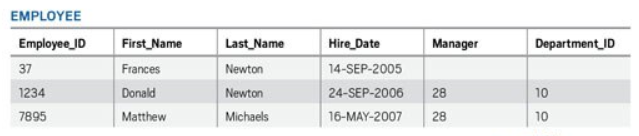 EMPLOYEE
Employee_ID First_Name Last_Name Hire_Date Manager Department_ID
37 Frances Newton 14-SEP-2005
1234 Donald Newton 24-SEP-2006 28 10
7895 Matthew Michaels 16-MAY-2007 28 10